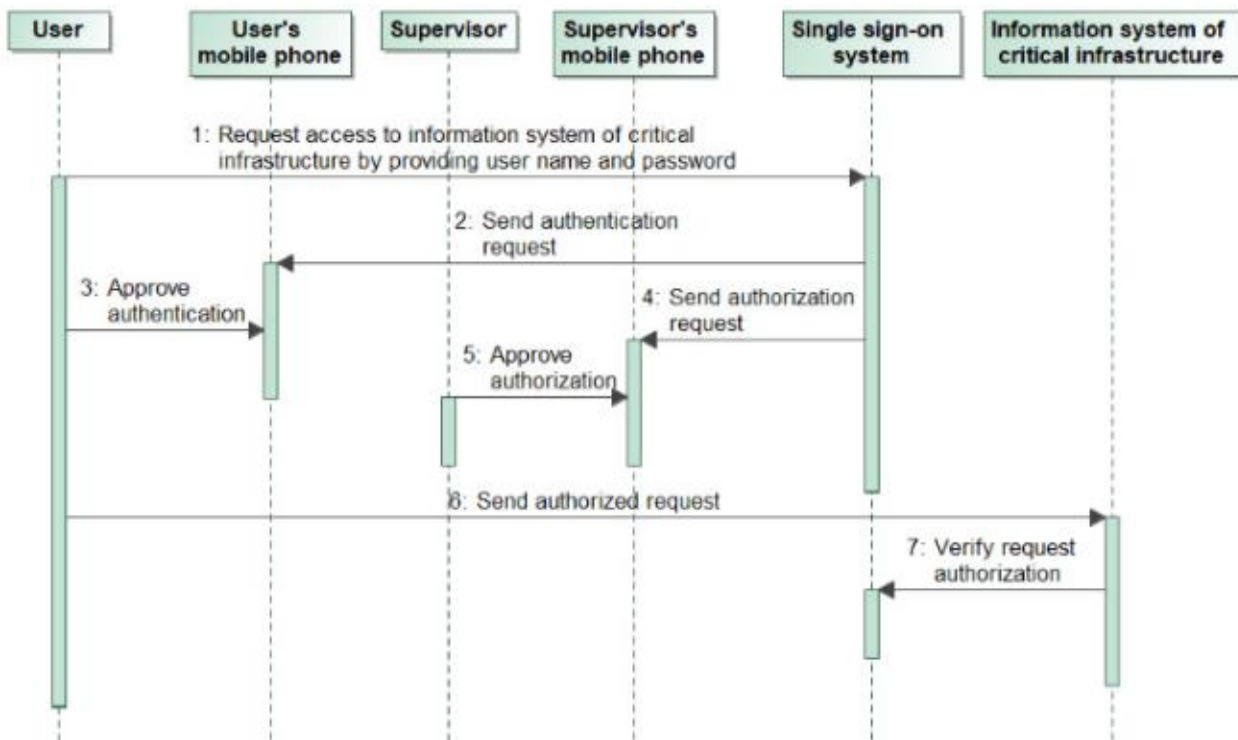 User
User's
mobile phone
Supervisor
Supervisor's
mobile phone
Single sign-on
system
Information system of
critical infrastructure
1: Request access to information system of critical
infrastructure by providing user name and password
2: Send authentication
request
3: Approve
authentication
4: Send authorization
request
5: Approve
authorization
6: Send authorized request
7: Verify request
authorization